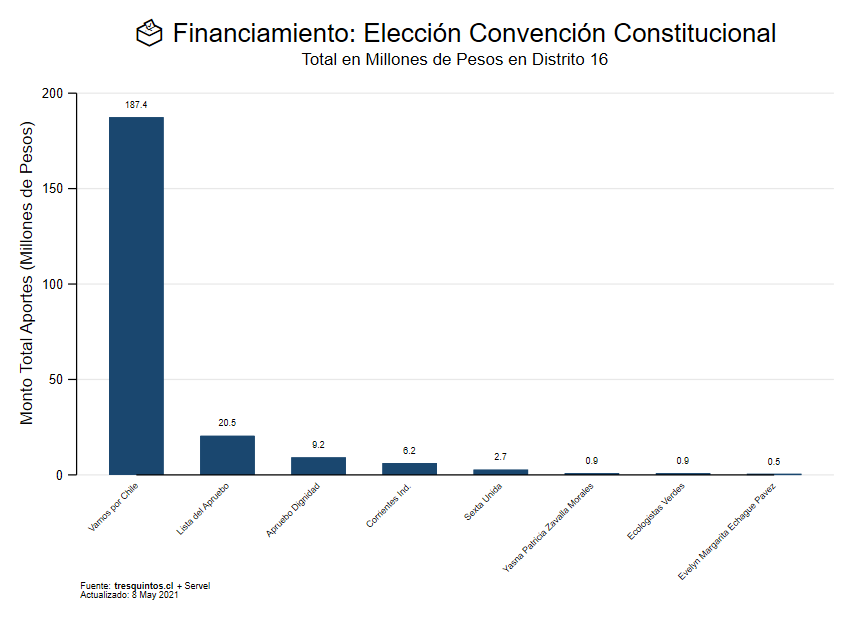 Financiamiento: Elección Convención Constitucional
Total en Millones de Pesos en Distrito 16
Monto Total Aportes (Millones de Pesos)
200
150
100
50
0
187.4
20.5
9.2
6.2
2.7
0.9
0.9
0.5
Vamos por Chile
Lista del Apruebo
Apruebo Dignidad
Corrientes Ind.
Sexta Unida
Yasna Patricia Zavalla Morales
Ecologistas Verdes
Evelyn Margarita Echague Pavez
Fuente: tresquintos.cl + Servel
Actualizado: 8 May 2021